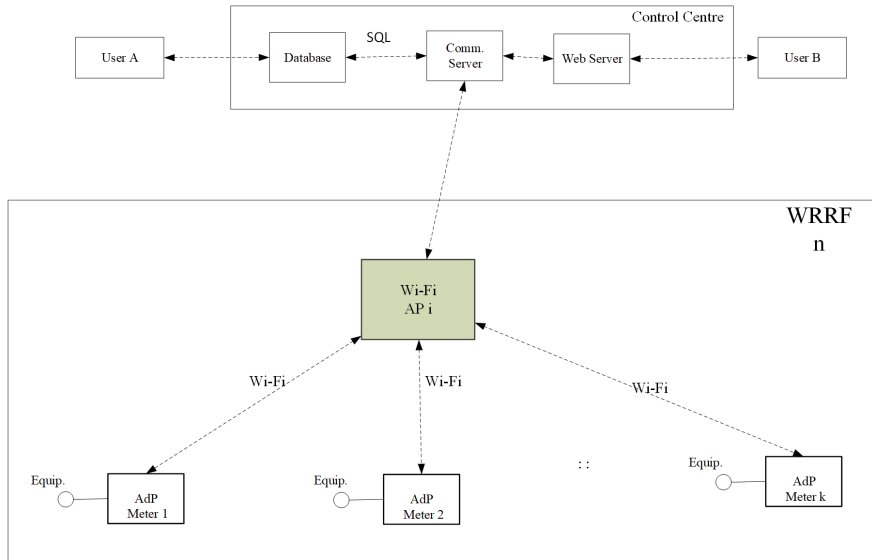 Control Centre
User A
Database
SQL
Comm.
Server
Web Server
User B
WRRF
n
Wi-Fi
AP i
Wi-Fi
Wi-Fi
Wi-Fi
Equip.
AdP
Meter 1
Equip.
AdP
Meter 2
: :
Equip.
AdP
Meter k